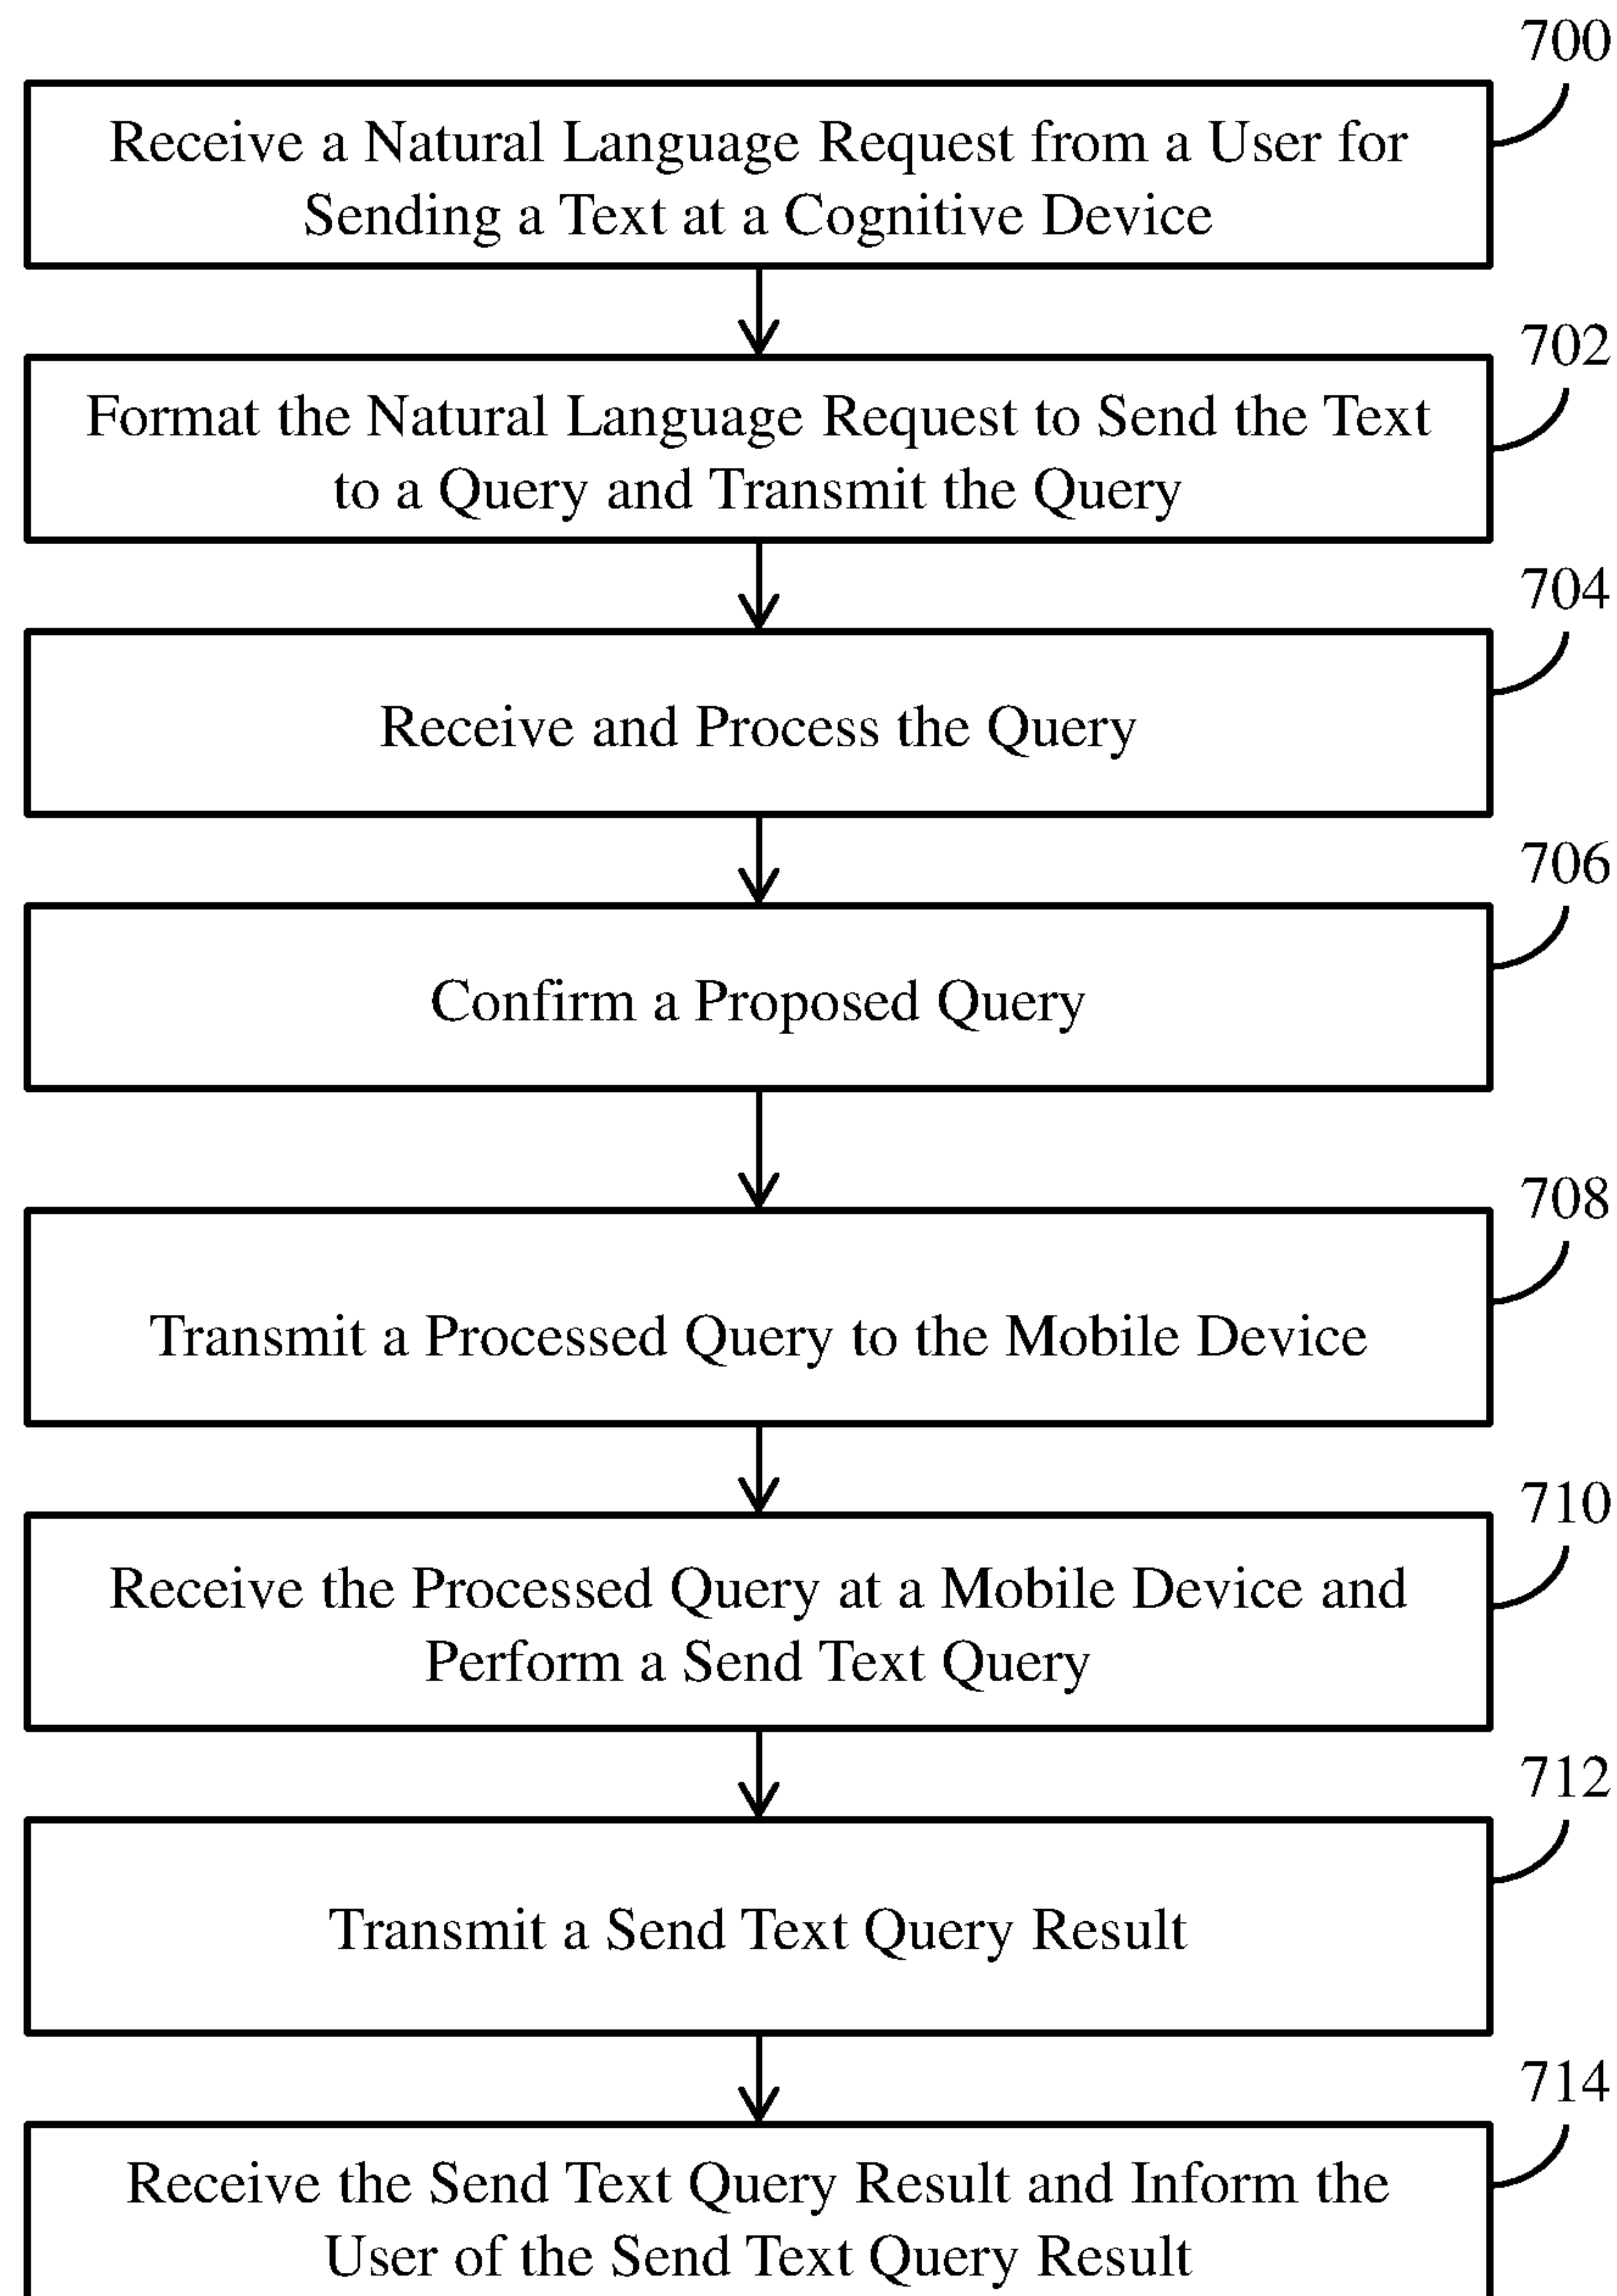 700
Receive a Natural Language Request from a User for
Sending a Text at a Cognitive Device
702
Format the Natural Language Request to Send the Text
to a Query and Transmit the Query
704
Receive and Process the Query
706
Confirm a Proposed Query
708
Transmit a Processed Query to the Mobile Device
710
Receive the Processed Query at a Mobile Device and
Perform a Send Text Query
712
Transmit a Send Text Query Result
714
Receive the Send Text Query Result and Inform the
User of the Send Text Query Result